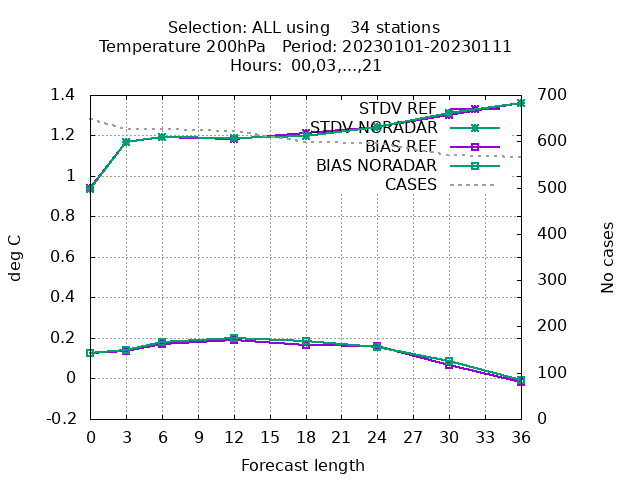 Selection: ALL using    34 stations
Temperature 200hPa   Period: 20230101-20230111
Hours:  00,03,...,21
1.4
1.2
1
0.8
0.6
0.4
0.2
0
-0.2
deg C
700
600
500
400
300
200
100
0
No cases
STDV REF
STDV NORADAR
BIAS REF
BIAS NORADAR
CASES
0 3 6 9 12 15 18 21 24 27 30 33 36
Forecast length